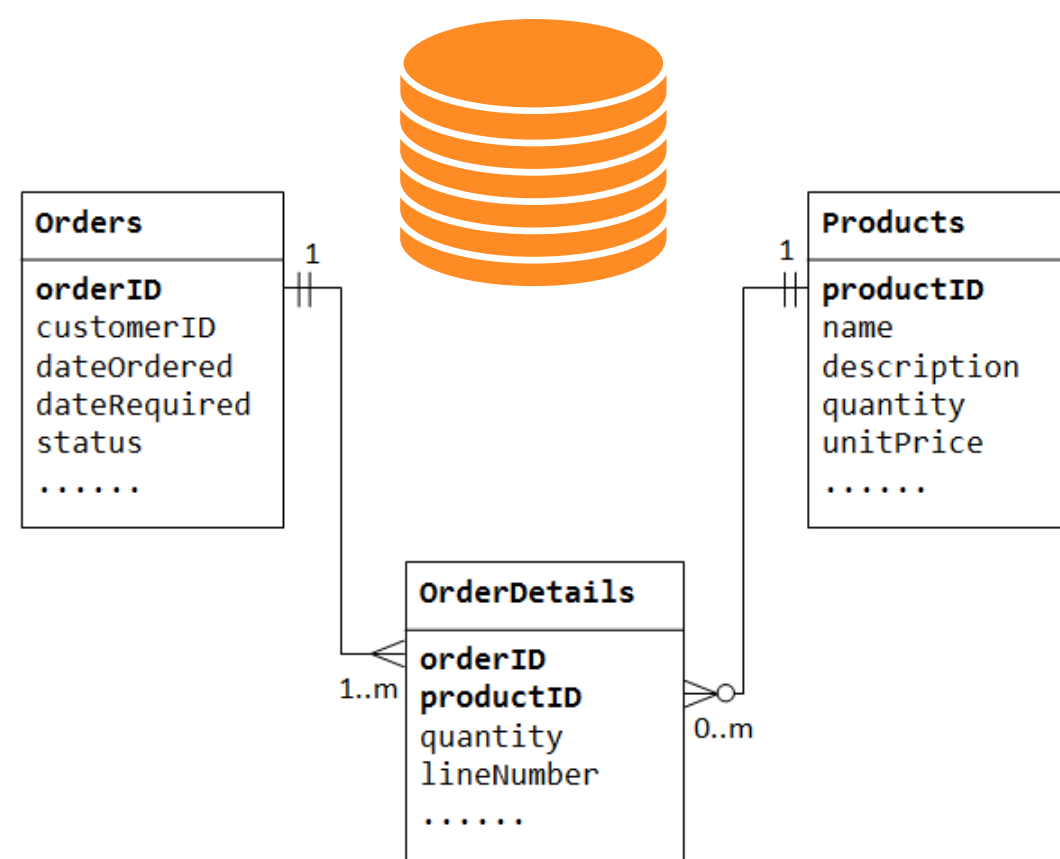 Orders
1
orderID
customerID
dateOrdered
dateRequired
status
......
Products
1
productID
name
description
quantity
unitPrice
......
OrderDetails
orderID
productID
quantity
lineNumber
......
1..m
0..m